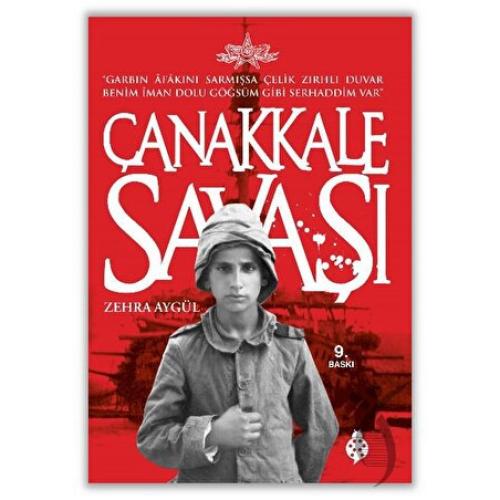 "GARBIN ÂFÂKINI SARMIŞSA ÇELİK ZIRHLI DUVAR
BENİM ÎMAN DOLU GÖĞSÜM GİBİ SERHADDİM VAR"
ÇANAKKALE
SAVAŞI
ZEHRA AYGÜL
9.
BASKI